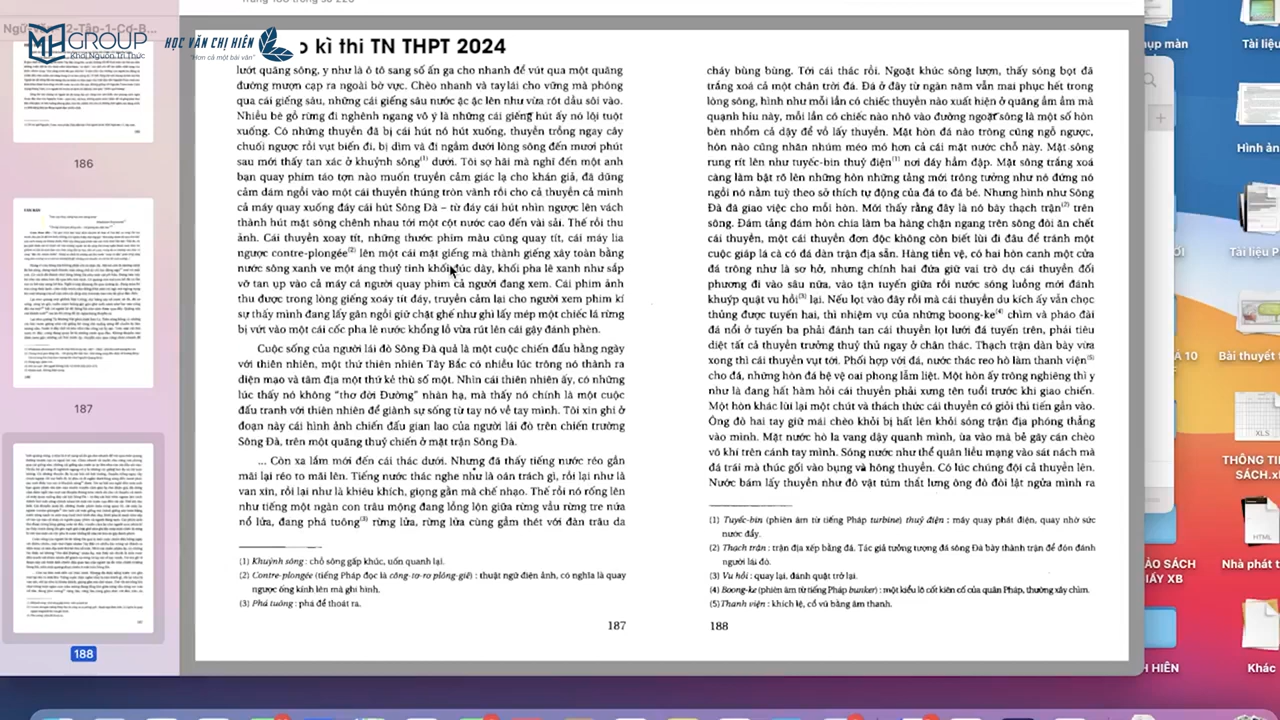 Trang 188 trong số 226
Ngữ-Văn-12-Tập-1-Cơ-B...
MH GROUP
Khơi Nguồn Tri Thức
HỌC VĂN CHỊ HIÊN
"Hơn cả một bài văn"
kì thi TN THPT 2024
186
187
188
lướt quãng sông, y như là ô tô sang số ấn ga cho nhanh để vút qua một quãng
đường mượn cạp ra ngoài bờ vực. Chèo nhanh và tay lái cho vững mà phóng
qua cái giếng sâu, những cái giếng sâu nước ặc ặc lên như vừa rót dầu sôi vào.
Nhiều bè gỗ rừng đi nghênh ngang vô ý là những cái giếng hút ấy nó lôi tuột
xuống. Có những thuyền đã bị cái hút nó hút xuống, thuyền trồng ngay cây
chuối ngược rồi vụt biến đi, bị dìm và đi ngầm dưới lòng sông đến mươi phút
sau mới thấy tan xác ở khuỷnh sông(1) dưới. Tôi sợ hãi mà nghĩ đến một anh
bạn quay phim táo tợn nào muốn truyền cảm giác lạ cho khán giả, đã dũng
cảm dám ngồi vào một cái thuyền thúng tròn vành rồi cho cả thuyền cả mình
cả máy quay xuống đáy cái hút Sông Đà – từ đáy cái hút nhìn ngược lên vách
thành hút mặt sông chênh nhau tới một cột nước cao đến vài sải. Thế rồi thu
ảnh. Cái thuyền xoay tít, những thước phim màu cũng quay tít, cái máy lia
ngược contre-plongée(2) lên một cái mặt giếng mà thành giếng xây toàn bằng
nước sông xanh ve một áng thuỷ tinh khối đúc dày, khối pha lê xanh như sắp
vỡ tan ụp vào cả máy cả người quay phim cả người đang xem. Cái phim ảnh
thu được trong lòng giếng xoáy tít đáy, truyền cảm lại cho người xem phim kí
sự thấy mình đang lấy gân ngồi giữ chặt ghế như ghì lấy mép một chiếc lá rừng
bị vứt vào một cái cốc pha lê nước khổng lồ vừa rút lên cái gậy đánh phèn.
Cuộc sống của người lái đò Sông Đà quả là một cuộc chiến đấu hằng ngày
với thiên nhiên, một thứ thiên nhiên Tây Bắc có nhiều lúc trông nó thành ra
diện mạo và tâm địa một thứ kẻ thù số một. Nhìn cái thiên nhiên ấy, có những
lúc thấy nó không "thơ đời Đường" nhàn hạ, mà thấy nó chính là một cuộc
đấu tranh với thiên nhiên để giành sự sống từ tay nó về tay mình. Tôi xin ghi ở
đoạn này cái hình ảnh chiến đấu gian lao của người lái đò trên chiến trường
Sông Đà, trên một quãng thuỷ chiến ở mặt trận Sông Đà.
... Còn xa lắm mới đến cái thác dưới. Nhưng đã thấy tiếng nước réo gần
mãi lại réo to mãi lên. Tiếng nước thác nghe như là oán trách gì, rồi lại như là
van xin, rồi lại như là khiêu khích, giọng gằn mà chế nhạo. Thế rồi nó rống lên
như tiếng một ngàn con trâu mộng đang lồng lộn giữa rừng vầu rừng tre nứa
nổ lửa, đang phá tuông(3) rừng lửa, rừng lửa cùng gầm thét với đàn trâu da
(1) Khuỷnh sông : chỗ sông gấp khúc, uốn quanh lại.
(2) Contre-plongée (tiếng Pháp đọc là công-tơ-rơ plông-giê) : thuật ngữ điện ảnh, có nghĩa là quay
ngược ống kính lên mà ghi hình.
(3) Phá tuông : phá để thoát ra.
187
cháy bùng bùng. Tới cái thác rồi. Ngoặt khúc sông lượn, thấy sóng bọt đã
trắng xoá cả một chân trời đá. Đá ở đây từ ngàn năm vẫn mai phục hết trong
lòng sông, hình như mỗi lần có chiếc thuyền nào xuất hiện ở quãng ầm ầm mà
quạnh hiu này, mỗi lần có chiếc nào nhô vào đường ngoặt sông là một số hòn
bèn nhổm cả dậy để vồ lấy thuyền. Mặt hòn đá nào trông cũng ngỗ ngược,
hòn nào cũng nhăn nhúm méo mó hơn cả cái mặt nước chỗ này. Mặt sông
rung rít lên như tuyếc-bin thuỷ điện(1) nơi đáy hầm đập. Mặt sông trắng xoá
càng làm bật rõ lên những hòn những tảng mới trông tưởng như nó đứng nó
ngồi nó nằm tuỳ theo sở thích tự động của đá to đá bé. Nhưng hình như Sông
Đà đã giao việc cho mỗi hòn. Mới thấy rằng đây là nó bày thạch trận(2) trên
sông. Đám tảng đám hòn chia làm ba hàng chặn ngang trên sông đòi ăn chết
cái thuyền, một cái thuyền đơn độc không còn biết lùi đi đâu để tránh một
cuộc giáp lá cà có đá dàn trận địa sẵn. Hàng tiền vệ, có hai hòn canh một cửa
đá trông như là sơ hở, nhưng chính hai đứa giữ vai trò dụ cái thuyền đối
phương đi vào nữa, vào tận tuyến giữa rồi nước sóng luồng mới đánh
khuýp quật vu hồi(3) lại. Nếu lọt vào đấy rồi mà cái thuyền du kích ấy vẫn chọc
thủng được tuyến hai, thì nhiệm vụ của những boong-ke(4) chìm và pháo đài
đá nổi ở tuyến ba là phải đánh tan cái thuyền lọt lưới đá tuyến trên, phải tiêu
diệt tất cả thuyền trưởng thuỷ thủ ngay ở chân thác. Thạch trận dàn bày vừa
xong thì cái thuyền vụt tới. Phối hợp với đá, nước thác reo hò làm thanh viện(5)
cho đá, những hòn đá bệ vệ oai phong lẫm liệt. Một hòn ấy trông nghiêng thì y
như là đang hất hàm hỏi cái thuyền phải xưng tên tuổi trước khi giao chiến.
Một hòn khác lùi lại một chút và thách thức cái thuyền có giỏi thì tiến gần vào.
Ông đò hai tay giữ mái chèo khỏi bị hất lên khỏi sóng trận địa phóng thẳng
vào mình. Mặt nước hò la vang dậy quanh mình, ùa vào mà bẻ gãy cán chèo
võ khí trên cánh tay mình. Sóng nước như thể quân liều mạng vào sát nách mà
đá trái mà thúc gối vào bụng và hông thuyền. Có lúc chúng đội cả thuyền lên.
Nước bám lấy thuyền như đô vật túm thắt lưng ông đò đòi lật ngửa mình ra
(1) Tuyếc-bin (phiên âm từ tiếng Pháp turbine) thuỷ điện : máy quay phát điện, quay nhờ sức
nước đẩy.
(2) Thạch trận : trận địa xếp bằng đá. Tác giả tưởng tượng đá sông Đà bày thành trận để đón đánh
người lái đò.
(3) Vu hồi : quay lại, đánh quật trở lại.
(4) Boong-ke (phiên âm từ tiếng Pháp bunker) : một kiểu lô cốt kiên cố của quân Pháp, thường xây chìm.
(5) Thanh viện : khích lệ, cổ vũ bằng âm thanh.
188
ụp màn
Tài liệu
Hình ản
Tài liệu P
Ả 10
Bài thuyết t
XLS
THÔNG TI
SÁCH.x
HTML
ÁO SÁCH
IẤY XB
Nhà phát t
HIÊN
Khác